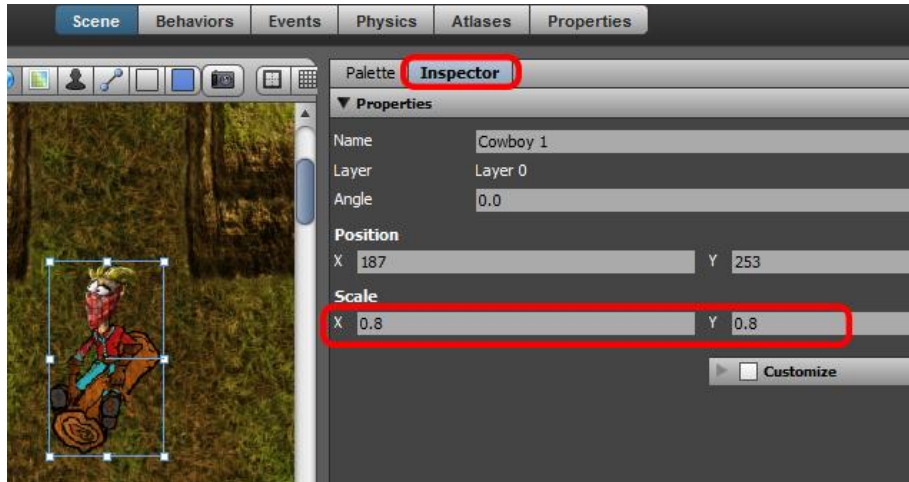 Scene Behaviors Events Physics Atlases Properties
Palette Inspector
Properties
Name Cowboy 1
Layer Layer 0
Angle 0.0
Position
X 187 Y 253
Scale
X 0.8 Y 0.8
Customize